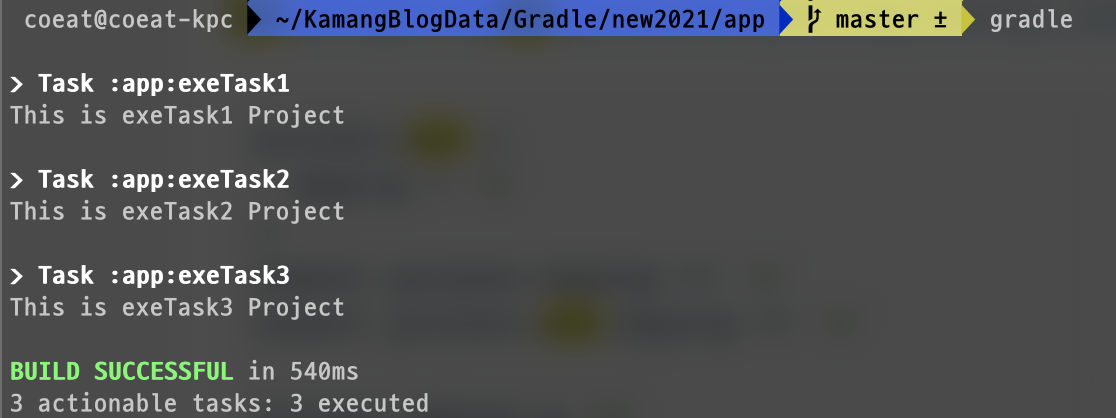 coeat@coeat-kpc ~/KamangBlogData/Gradle/new2021/app master ± gradle
> Task :app:exeTask1
This is exeTask1 Project
> Task :app:exeTask2
This is exeTask2 Project
> Task :app:exeTask3
This is exeTask3 Project
BUILD SUCCESSFUL in 540ms
3 actionable tasks: 3 executed